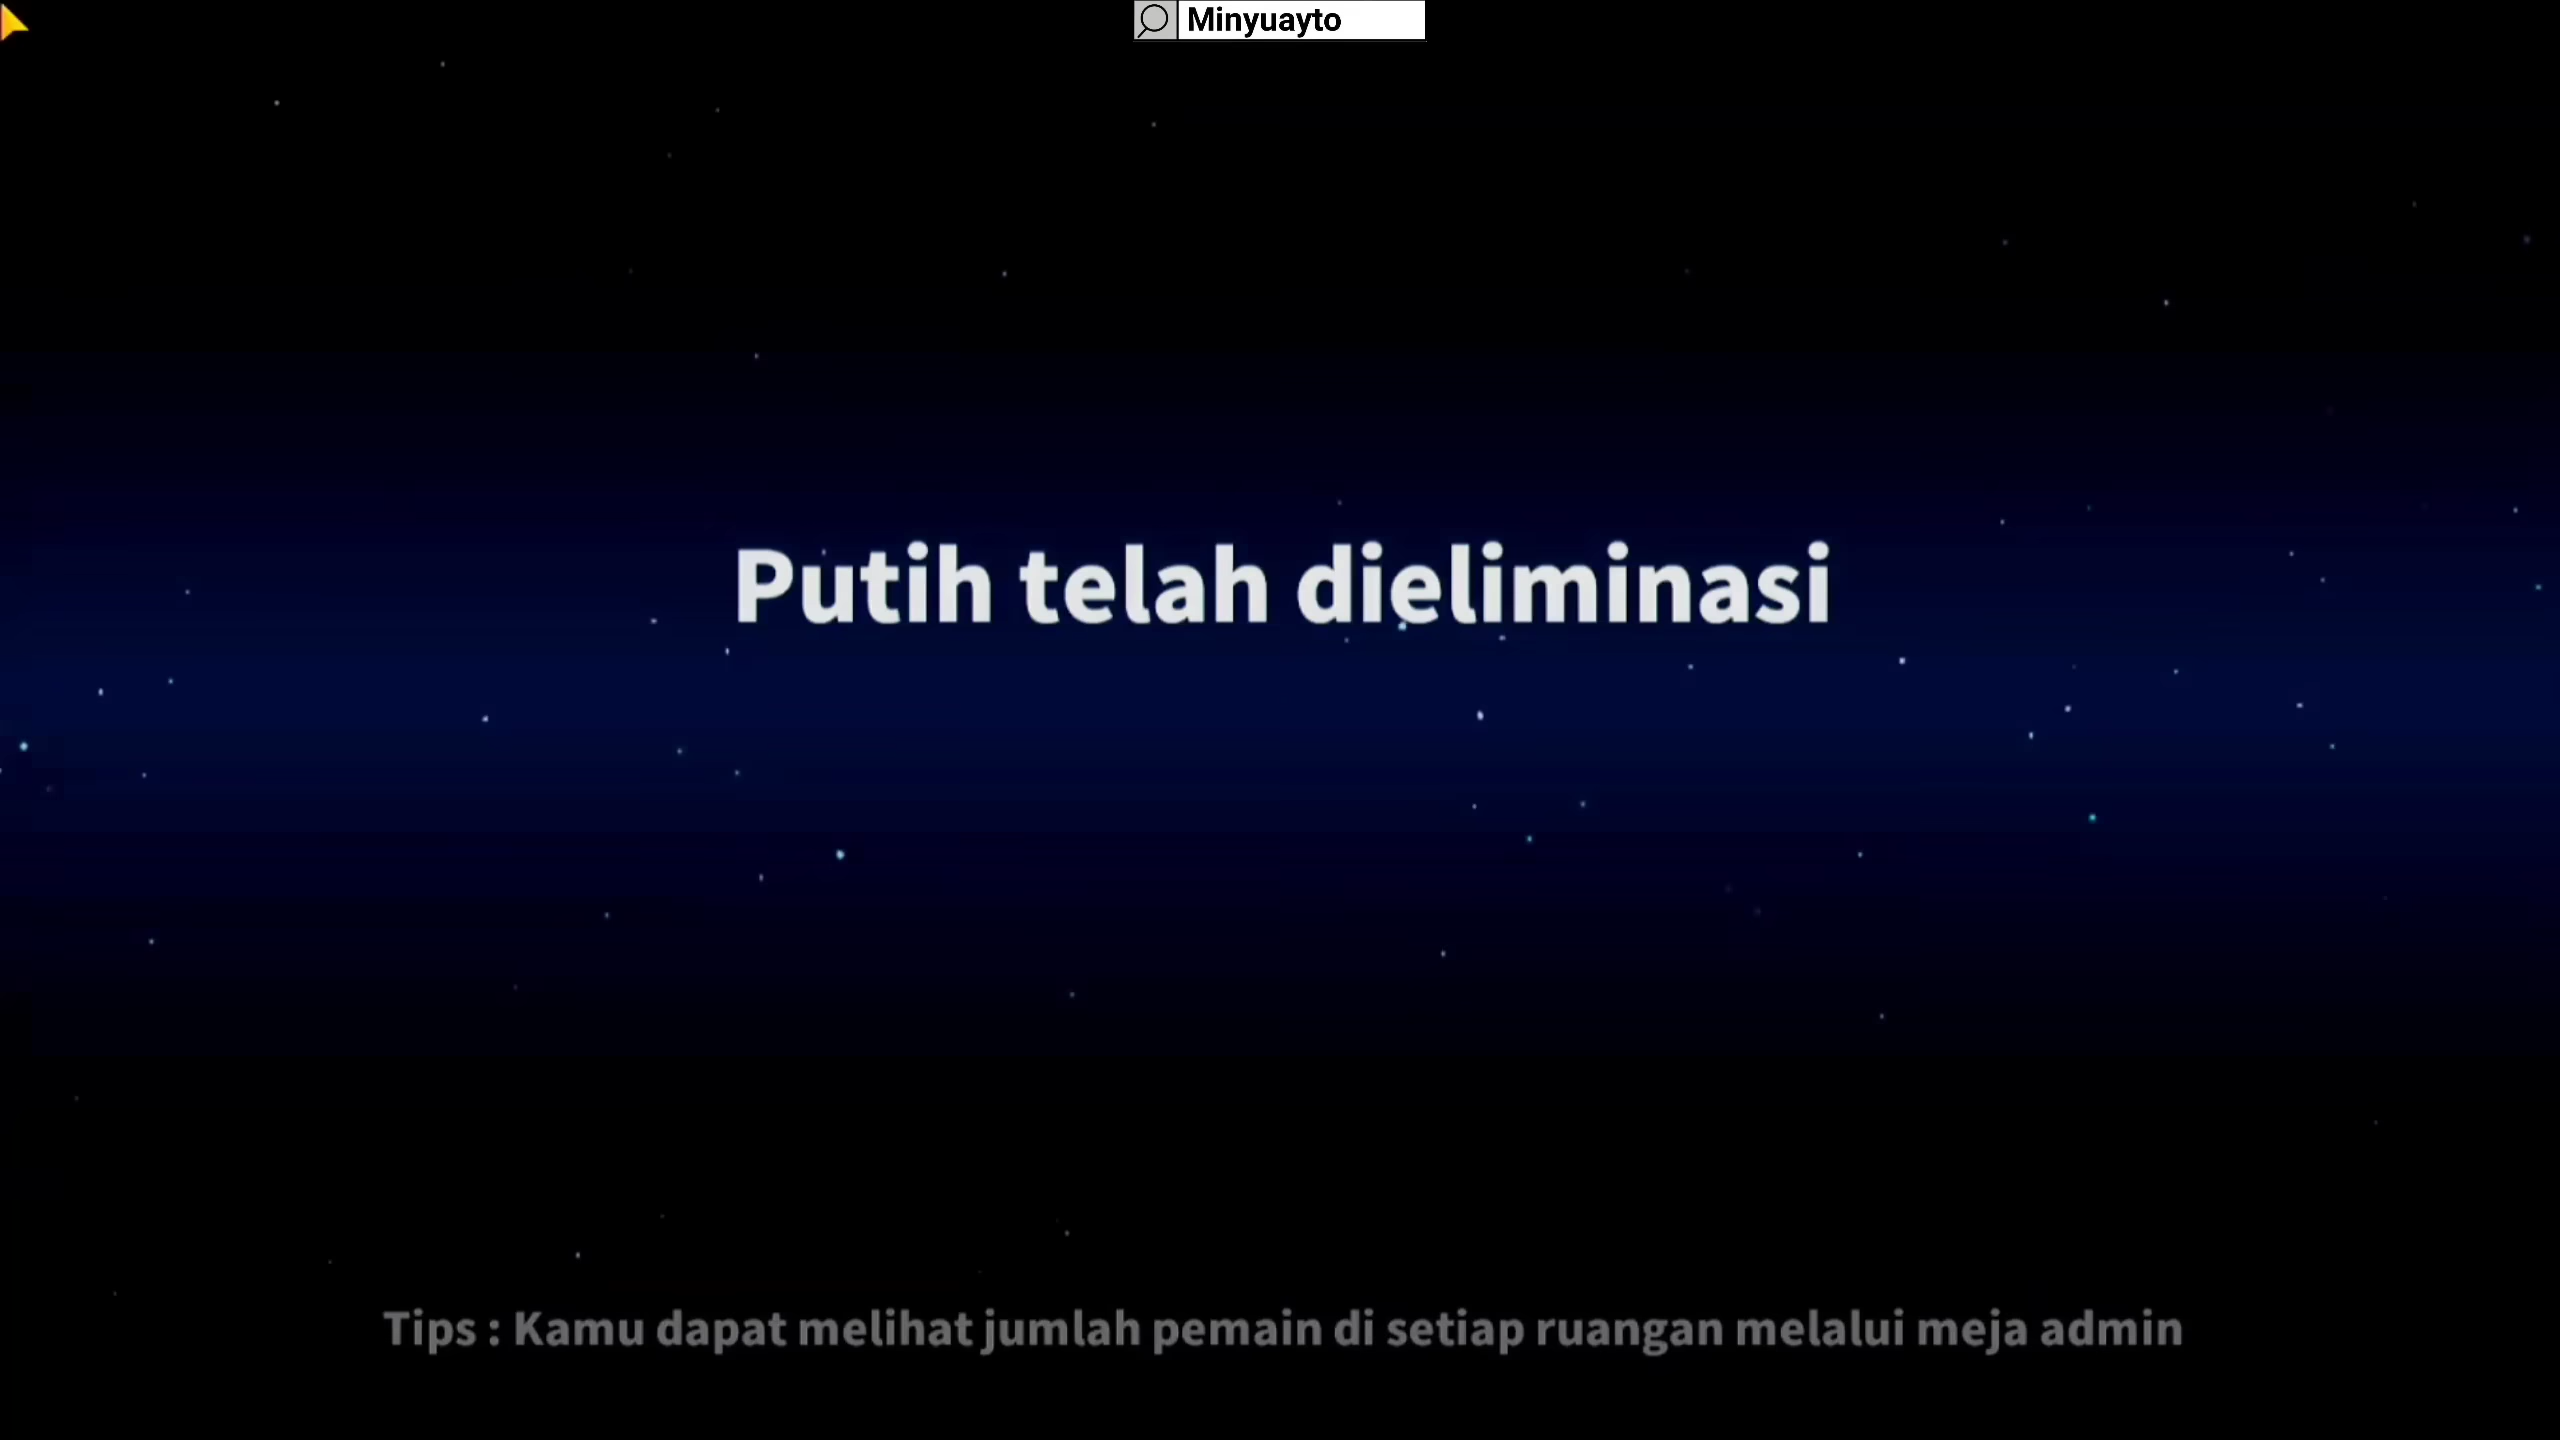 Minyuayto
Putih telah dieliminasi
Tips : Kamu dapat melihat jumlah pemain di setiap ruangan melalui meja admin